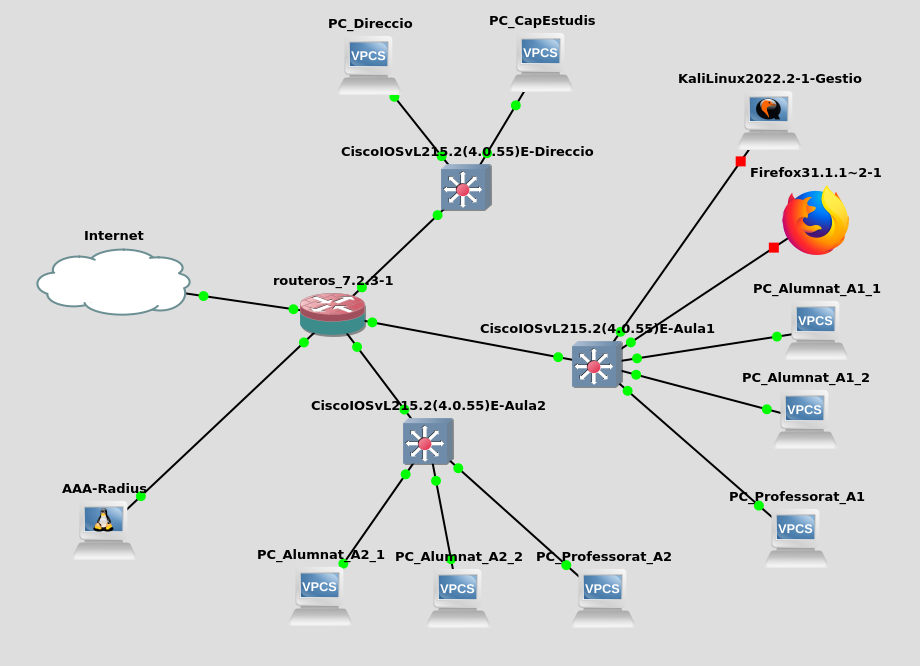 PC_Direccio
PC_CapEstudis
VPCS
VPCS
KaliLinux2022.2-1-Gestio
CiscoIOSvL215.2(4.0.55)E-Direccio
Firefox31.1.1~2-1
Internet
routeros_7.2.3-1
PC_Alumnat_A1_1
VPCS
CiscoIOSvL215.2(4.0.55)E-Aula1
PC_Alumnat_A1_2
VPCS
CiscoIOSvL215.2(4.0.55)E-Aula2
AAA-Radius
PC_Professorat_A1
VPCS
PC_Alumnat_A2_1
PC_Alumnat_A2_2
PC_Professorat_A2
VPCS
VPCS
VPCS